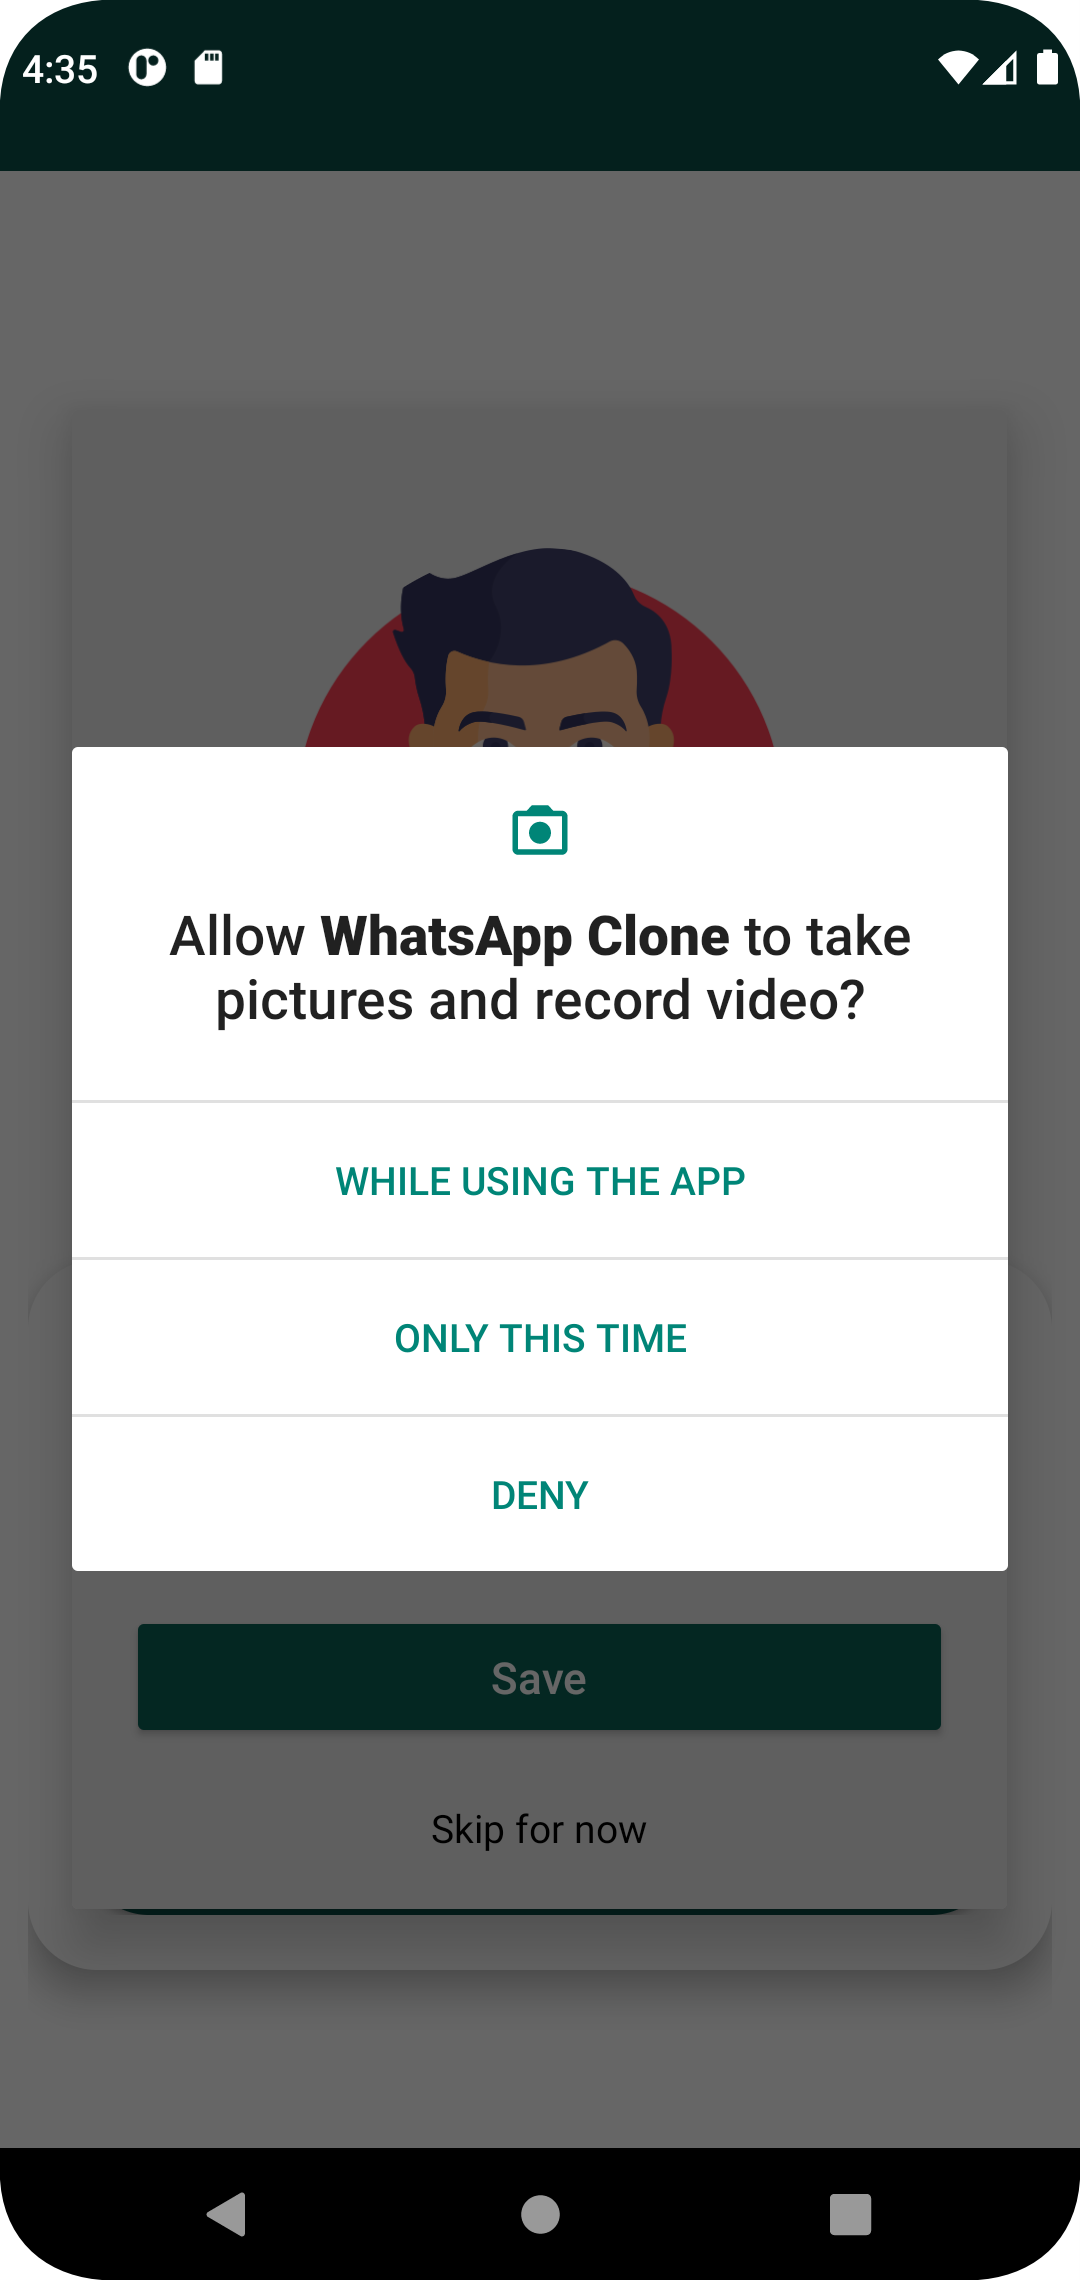 4:35
Allow WhatsApp Clone to take
pictures and record video?
WHILE USING THE APP
ONLY THIS TIME
DENY
Save
Skip for now